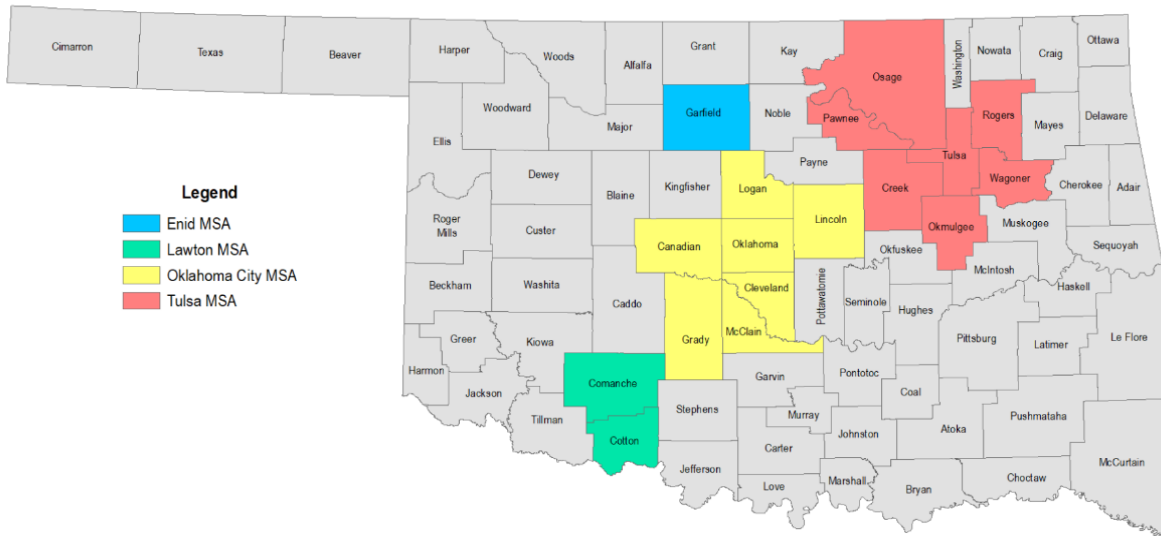 Cimarron
Texas
Beaver
Harper
Woods
Alfalfa
Grant
Kay
Osage
Washington
Nowata
Craig
Ottawa
Ellis
Woodward
Major
Garfield
Noble
Pawnee
Rogers
Mayes
Delaware
Dewey
Blaine
Kingfisher
Logan
Payne
Creek
Tulsa
Wagoner
Cherokee
Adair
Roger
Mills
Custer
Canadian
Oklahoma
Lincoln
Okmulgee
Muskogee
Okfuskee
McIntosh
Sequoyah
Beckham
Washita
Caddo
Cleveland
Pottawatomie
Seminole
Hughes
Haskell
Greer
Kiowa
Grady
McClain
Pittsburg
Latimer
Le Flore
Harmon
Jackson
Comanche
Garvin
Pontotoc
Coal
Tillman
Cotton
Stephens
Murray
Johnston
Atoka
Pushmataha
Jefferson
Carter
Love
Marshall
Bryan
Choctaw
McCurtain
Legend
Enid MSA
Lawton MSA
Oklahoma City MSA
Tulsa MSA